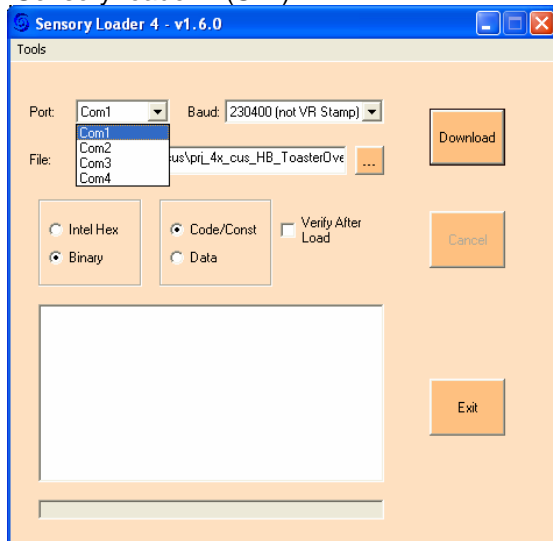 Sensory Loader 4 - v1.6.0
Tools
Port: Com1 Baud: 230400 (not VR Stamp)
Com1
Com2
Com3
Com4
Download
File: us\prj_4x_cus_HB_ToasterOve ...
Intel Hex
Binary
Code/Const
Data
Verify After
Load
Cancel
Exit